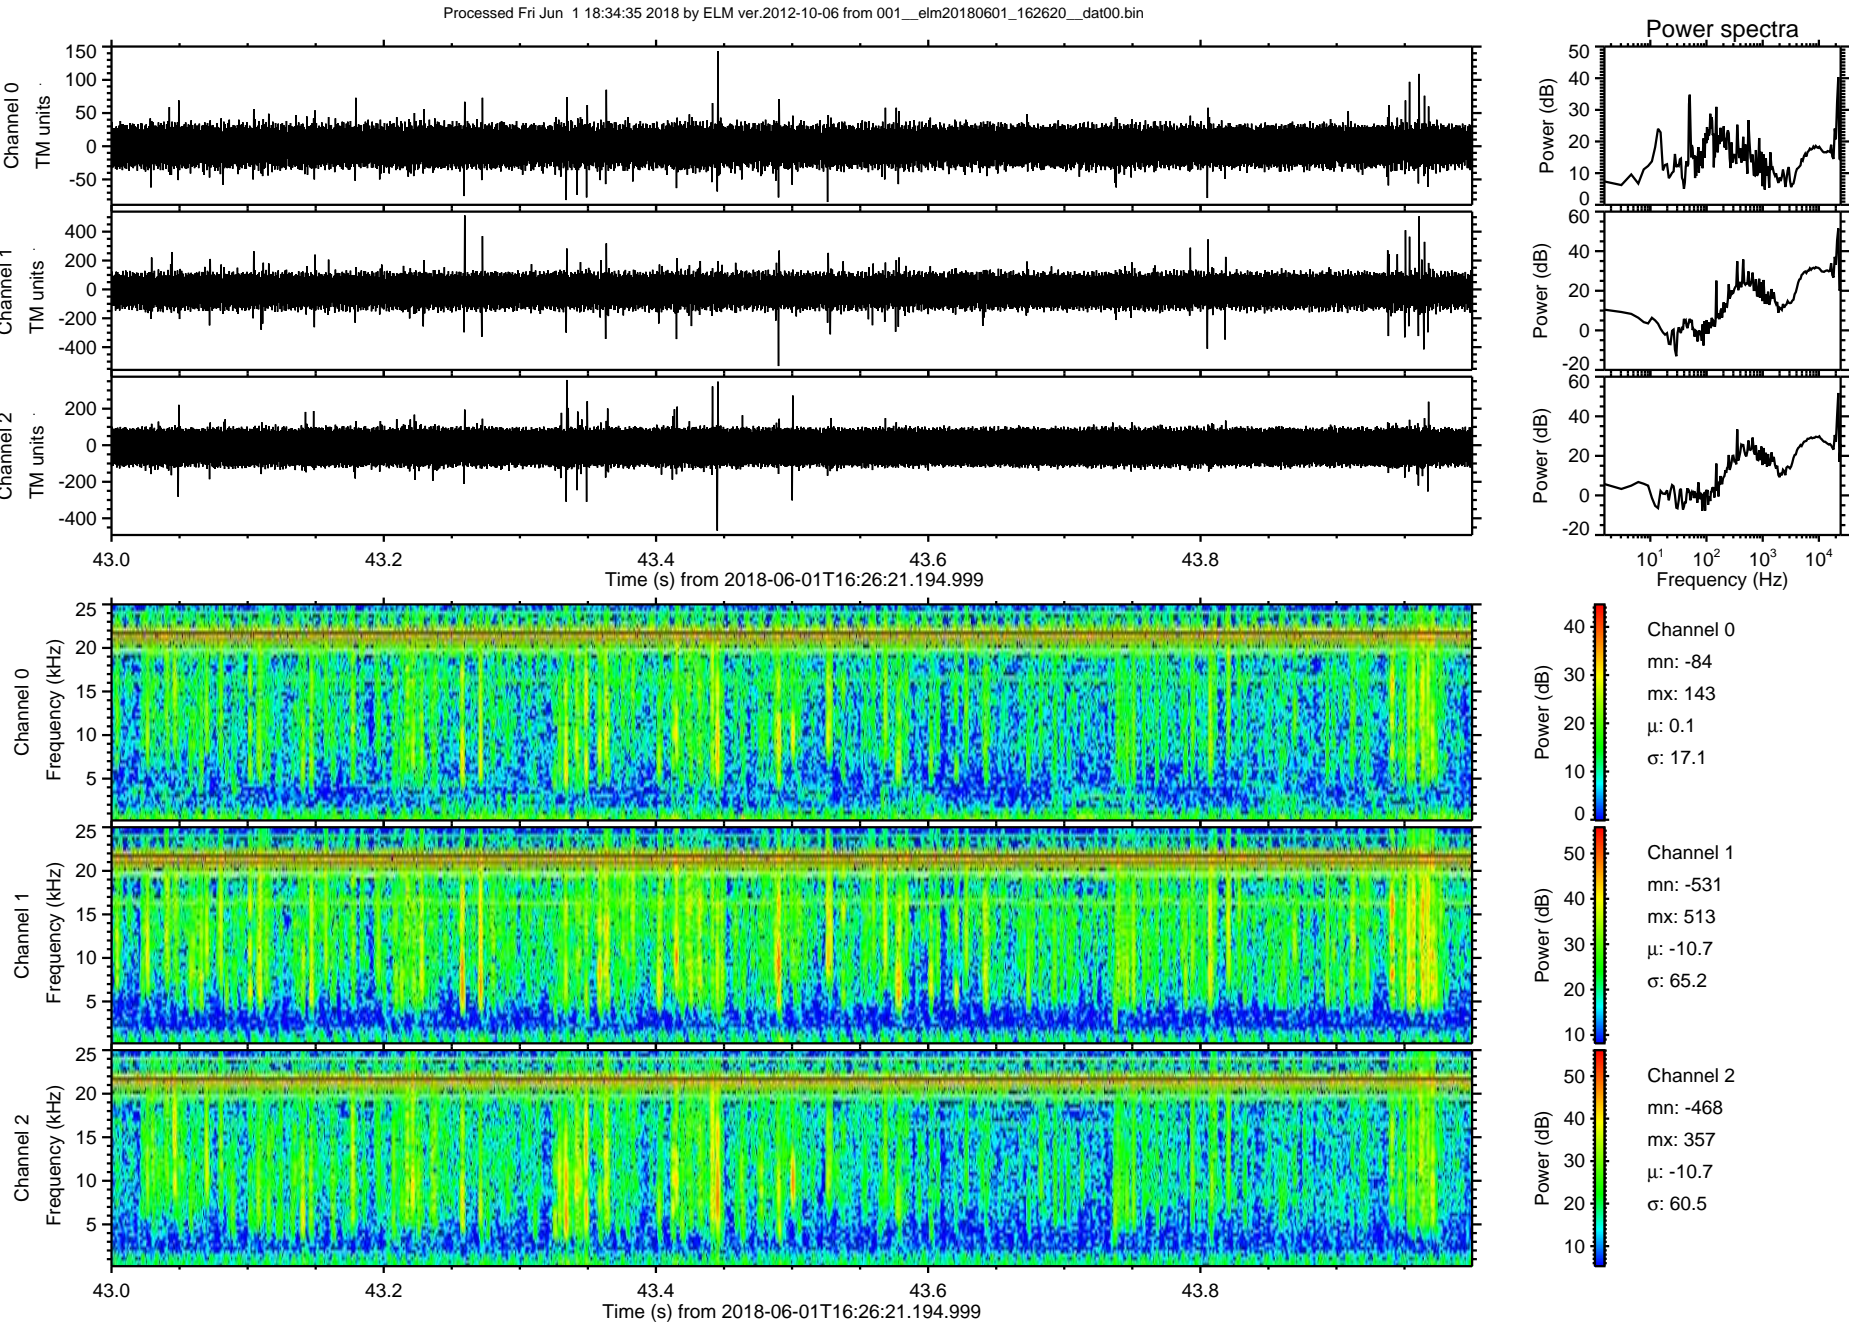 Processed Fri Jun  1 18:34:35 2018 by ELM ver.2012-10-06 from 001__elm20180601_162620__dat00.bin
Power spectra
Channel 0
TM units
150
100
50
0
-50
Power (dB)
50
40
30
20
10
0
Channel 1
TM units
400
200
0
-200
-400
Power (dB)
60
40
20
0
-20
Channel 2
TM units
200
0
-200
-400
Power (dB)
60
40
20
0
-20
43.0 43.2 43.4 43.6 43.8
Time (s) from 2018-06-01T16:26:21.194.999
10^1 10^2 10^3 10^4
Frequency (Hz)
Channel 0
Frequency (kHz)
25
20
15
10
5
Power (dB)
40
30
20
10
0
Channel 0
mn: -84
mx: 143
µ: 0.1
σ: 17.1
Channel 1
Frequency (kHz)
25
20
15
10
5
Power (dB)
50
40
30
20
10
Channel 1
mn: -531
mx: 513
µ: -10.7
σ: 65.2
Channel 2
Frequency (kHz)
25
20
15
10
5
Power (dB)
50
40
30
20
10
Channel 2
mn: -468
mx: 357
µ: -10.7
σ: 60.5
43.0 43.2 43.4 43.6 43.8
Time (s) from 2018-06-01T16:26:21.194.999